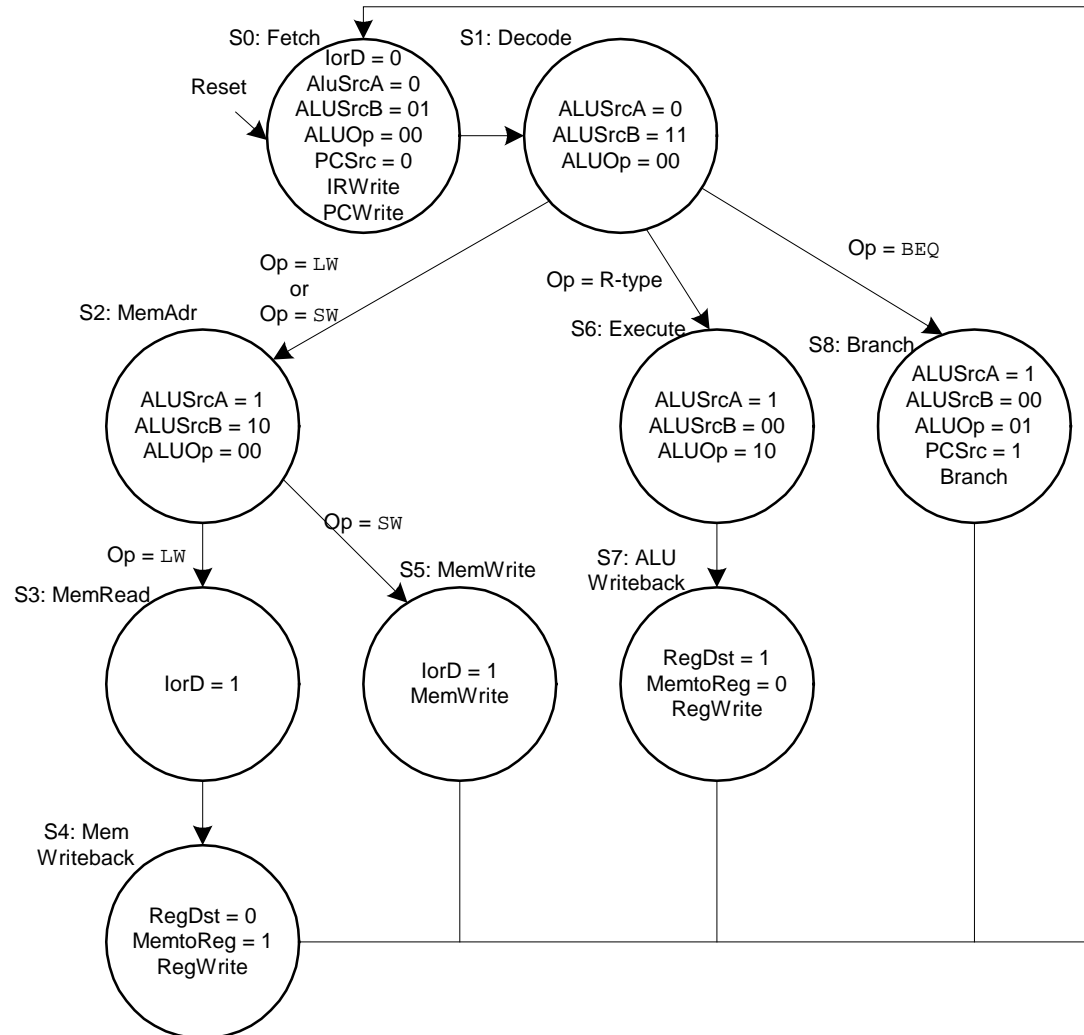 S0: Fetch
IorD = 0
AluSrcA = 0
ALUSrcB = 01
ALUOp = 00
PCSrc = 0
IRWrite
PCWrite
Reset
S1: Decode
ALUSrcA = 0
ALUSrcB = 11
ALUOp = 00
Op = LW
or
Op = SW
Op = R-type
Op = BEQ
S2: MemAdr
ALUSrcA = 1
ALUSrcB = 10
ALUOp = 00
S6: Execute
ALUSrcA = 1
ALUSrcB = 00
ALUOp = 10
S8: Branch
ALUSrcA = 1
ALUSrcB = 00
ALUOp = 01
PCSrc = 1
Branch
Op = LW
Op = SW
S3: MemRead
IorD = 1
S5: MemWrite
IorD = 1
MemWrite
S7: ALU
Writeback
RegDst = 1
MemtoReg = 0
RegWrite
S4: Mem
Writeback
RegDst = 0
MemtoReg = 1
RegWrite